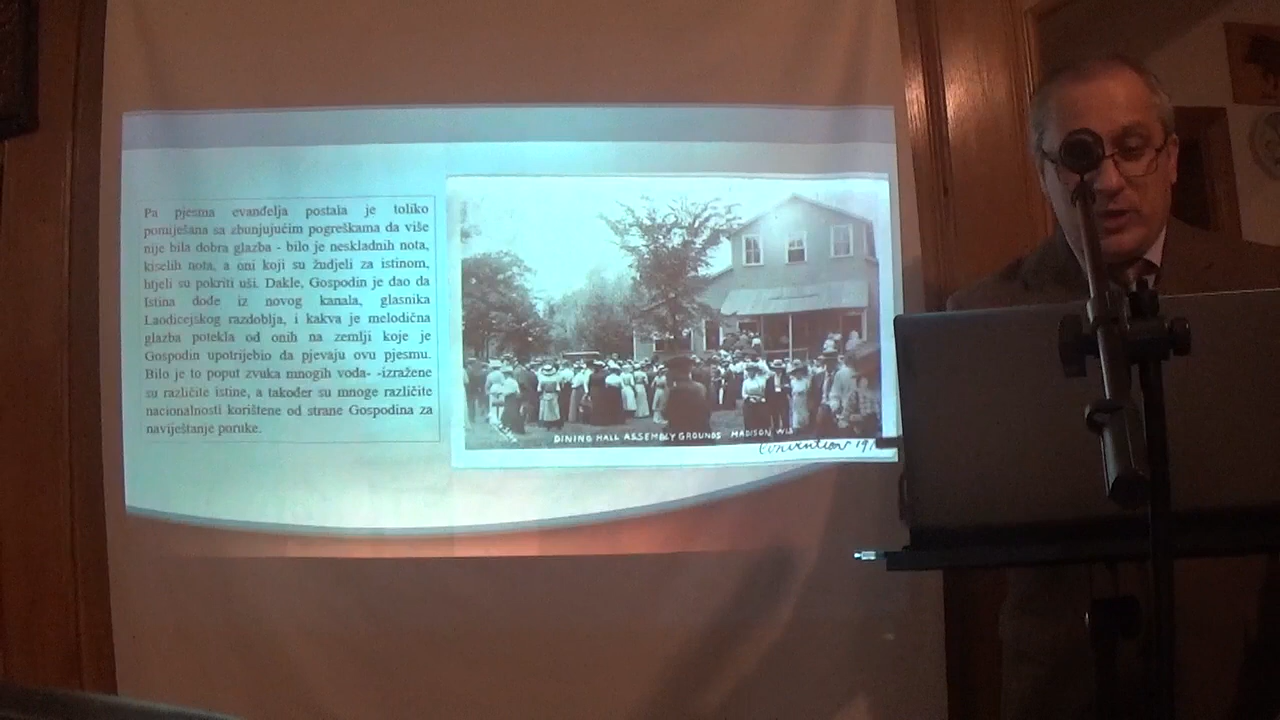 Pa pjesma evanđelja postala je toliko
pomiješana sa zbunjujućim pogreškama da više
nije bila dobra glazba - bilo je neskladnih nota,
kiselih nota, a oni koji su žudjeli za istinom,
htjeli su pokriti uši. Dakle, Gospodin je dao da
Istina dođe iz novog kanala, glasnika
Laodicejskog razdoblja, i kakva je melodična
glazba potekla od onih na zemlji koje je
Gospodin upotrijebio da pjevaju ovu pjesmu.
Bilo je to poput zvuka mnogih voda- -izražene
su različite istine, a također su mnoge različite
nacionalnosti korištene od strane Gospodina za
naviještanje poruke.
DINING HALL ASSEMBLY GROUNDS MADISON WIS
Convention